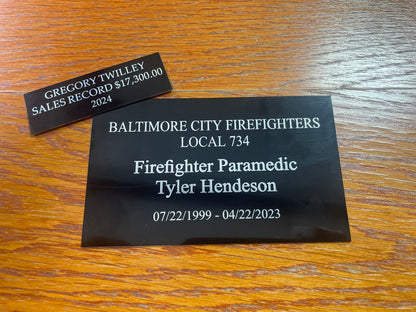 GREGORY TWILLEY
SALES RECORD $17,300.00
2024
BALTIMORE CITY FIREFIGHTERS
LOCAL 734
Firefighter Paramedic
Tyler Hendeson
07/22/1999 - 04/22/2023